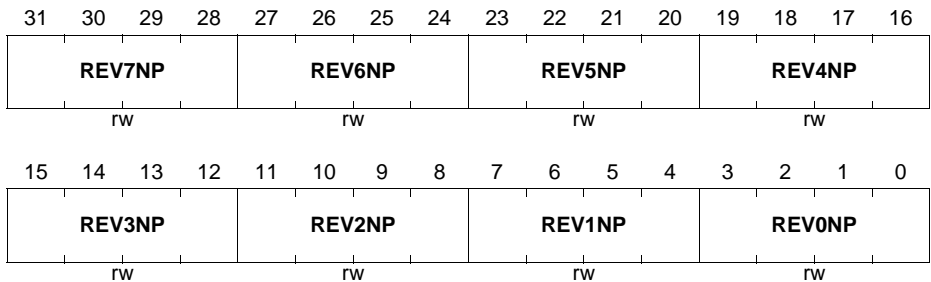 31 30 29 28 27 26 25 24 23 22 21 20 19 18 17 16
REV7NP REV6NP REV5NP REV4NP
rw rw rw rw
15 14 13 12 11 10 9 8 7 6 5 4 3 2 1 0
REV3NP REV2NP REV1NP REV0NP
rw rw rw rw